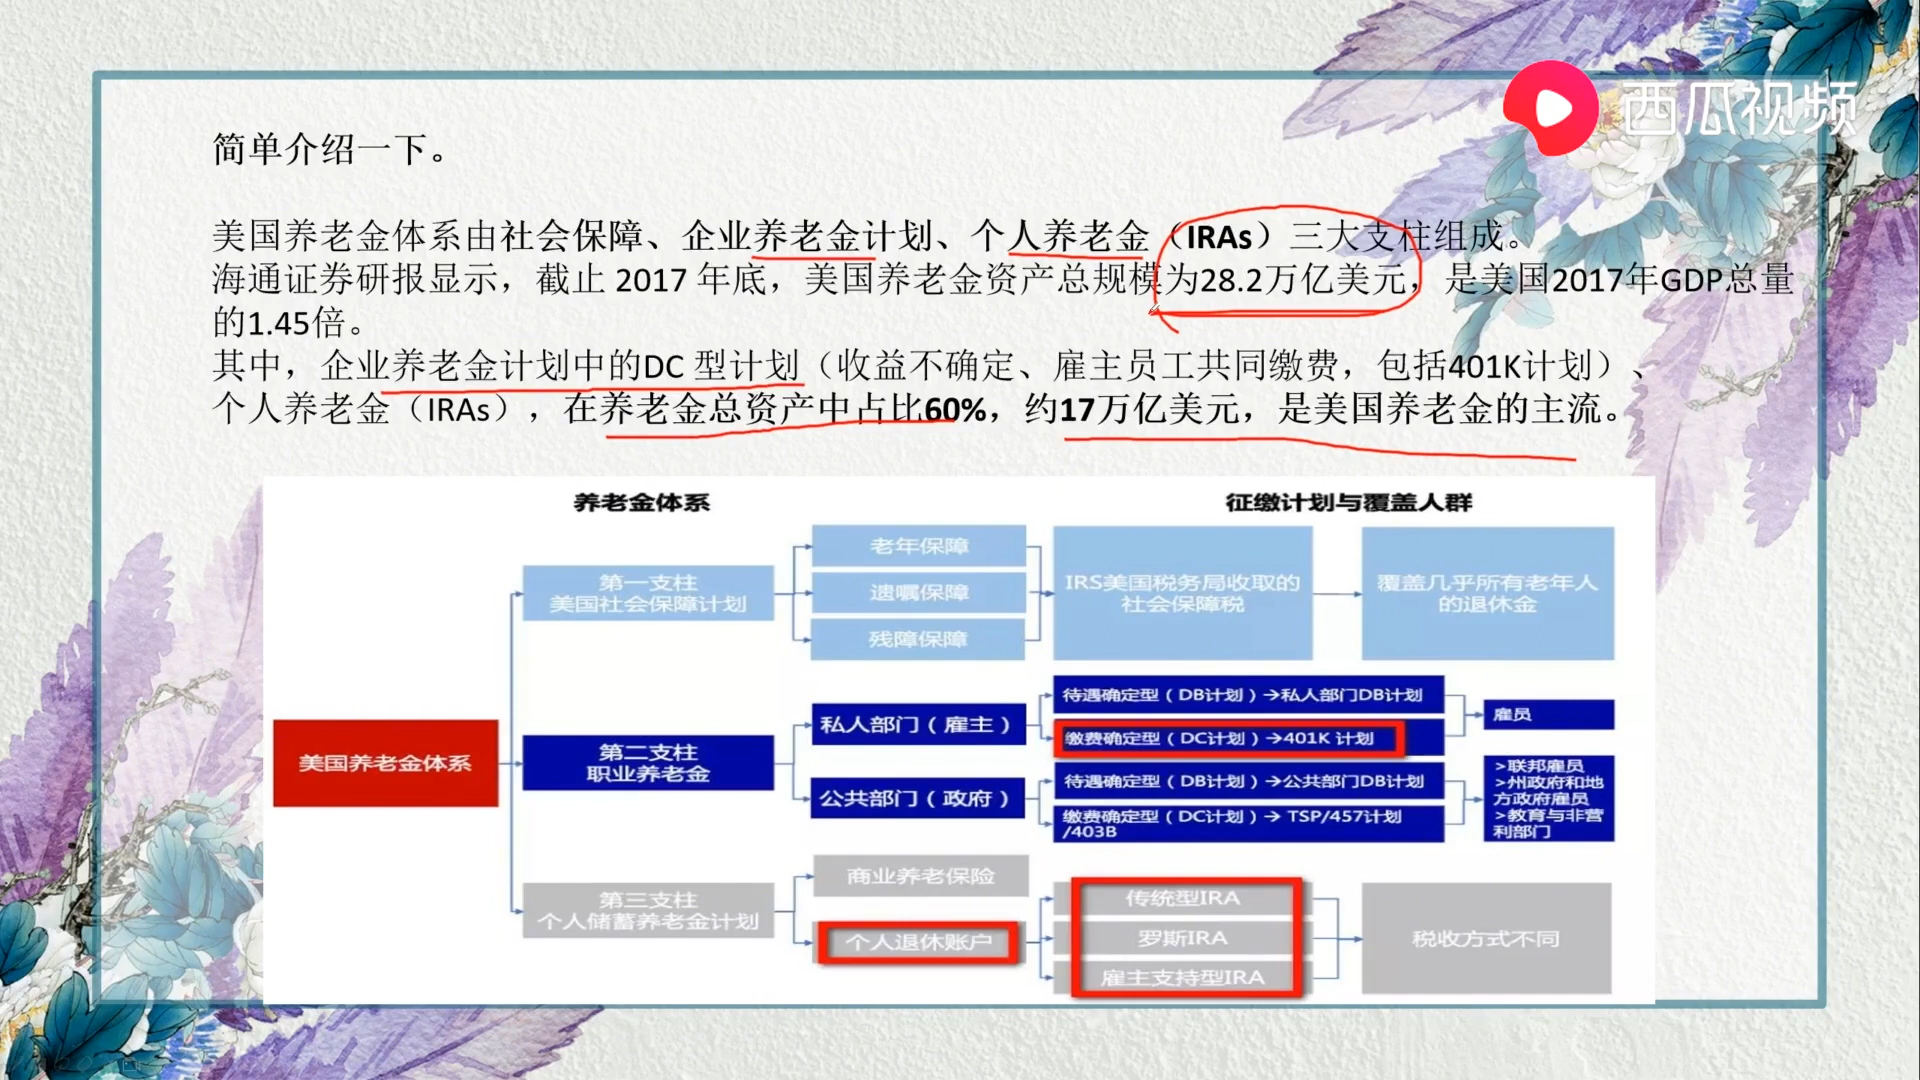 西瓜视频
简单介绍一下。
美国养老金体系由社会保障、企业养老金计划、个人养老金（IRAs）三大支柱组成。
海通证券研报显示，截止 2017 年底，美国养老金资产总规模为28.2万亿美元，是美国2017年GDP总量
的1.45倍。
其中，企业养老金计划中的DC 型计划（收益不确定、雇主员工共同缴费，包括401K计划）、
个人养老金（IRAs），在养老金总资产中占比60%，约17万亿美元，是美国养老金的主流。
养老金体系
征缴计划与覆盖人群
美国养老金体系
第一支柱
美国社会保障计划
老年保障
遗嘱保障
残障保障
IRS美国税务局收取的
社会保障税
覆盖几乎所有老年人
的退休金
第二支柱
职业养老金
私人部门（雇主）
待遇确定型（DB计划）→私人部门DB计划
缴费确定型（DC计划）→401K 计划
雇员
公共部门（政府）
待遇确定型（DB计划）→公共部门DB计划
缴费确定型（DC计划）→ TSP/457计划
/403B
>联邦雇员
>州政府和地
方政府雇员
>教育与非营
利部门
第三支柱
个人储蓄养老金计划
商业养老保险
个人退休账户
传统型IRA
罗斯IRA
雇主支持型IRA
税收方式不同